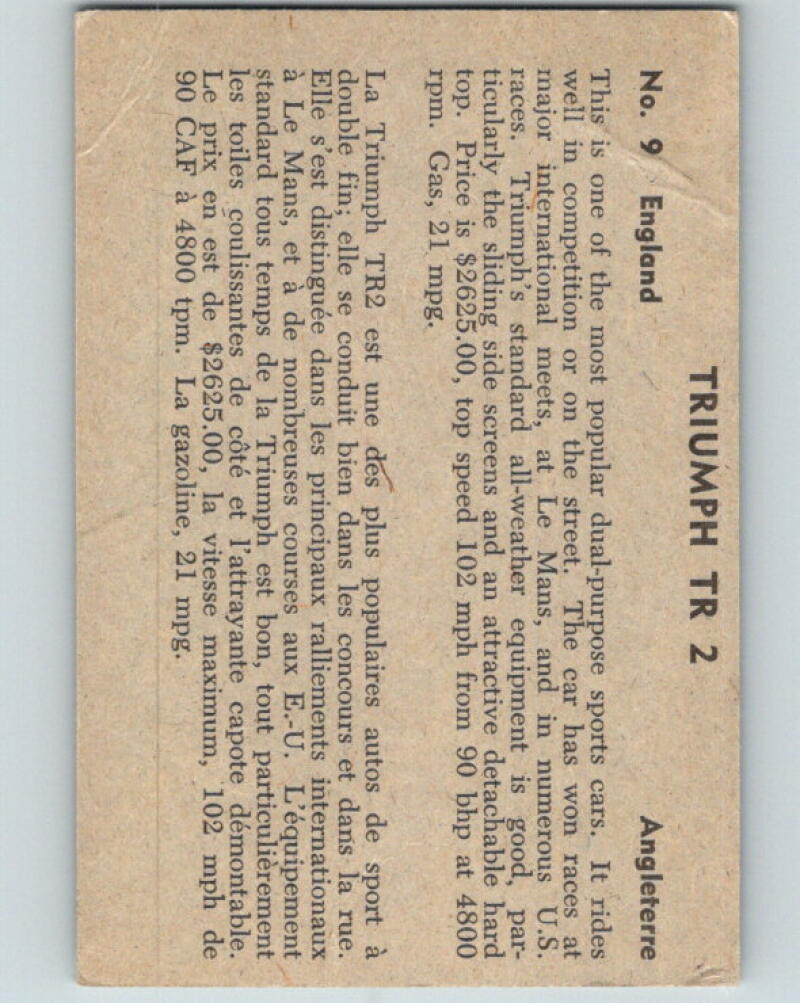 TRIUMPH TR 2
No. 9 England Angleterre
This is one of the most popular dual-purpose sports cars. It rides
well in competition or on the street. The car has won races at
major international meets, at Le Mans, and in numerous U.S.
races. Triumph's standard all-weather equipment is good, par-
ticularly the sliding side screens and an attractive detachable hard
top. Price is $2625.00, top speed 102 mph from 90 bhp at 4800
rpm. Gas, 21 mpg.
La Triumph TR2 est une des plus populaires autos de sport à
double fin; elle se conduit bien dans les concours et dans la rue.
Elle s'est distinguée dans les principaux ralliements internationaux
à Le Mans, et à de nombreuses courses aux E.-U. L'équipement
standard tous temps de la Triumph est bon, tout particulièrement
les toiles coulissantes de côté et l'attrayante capote démontable.
Le prix en est de $2625.00, la vitesse maximum, 102 mph de
90 CAF à 4800 tpm. La gazoline, 21 mpg.